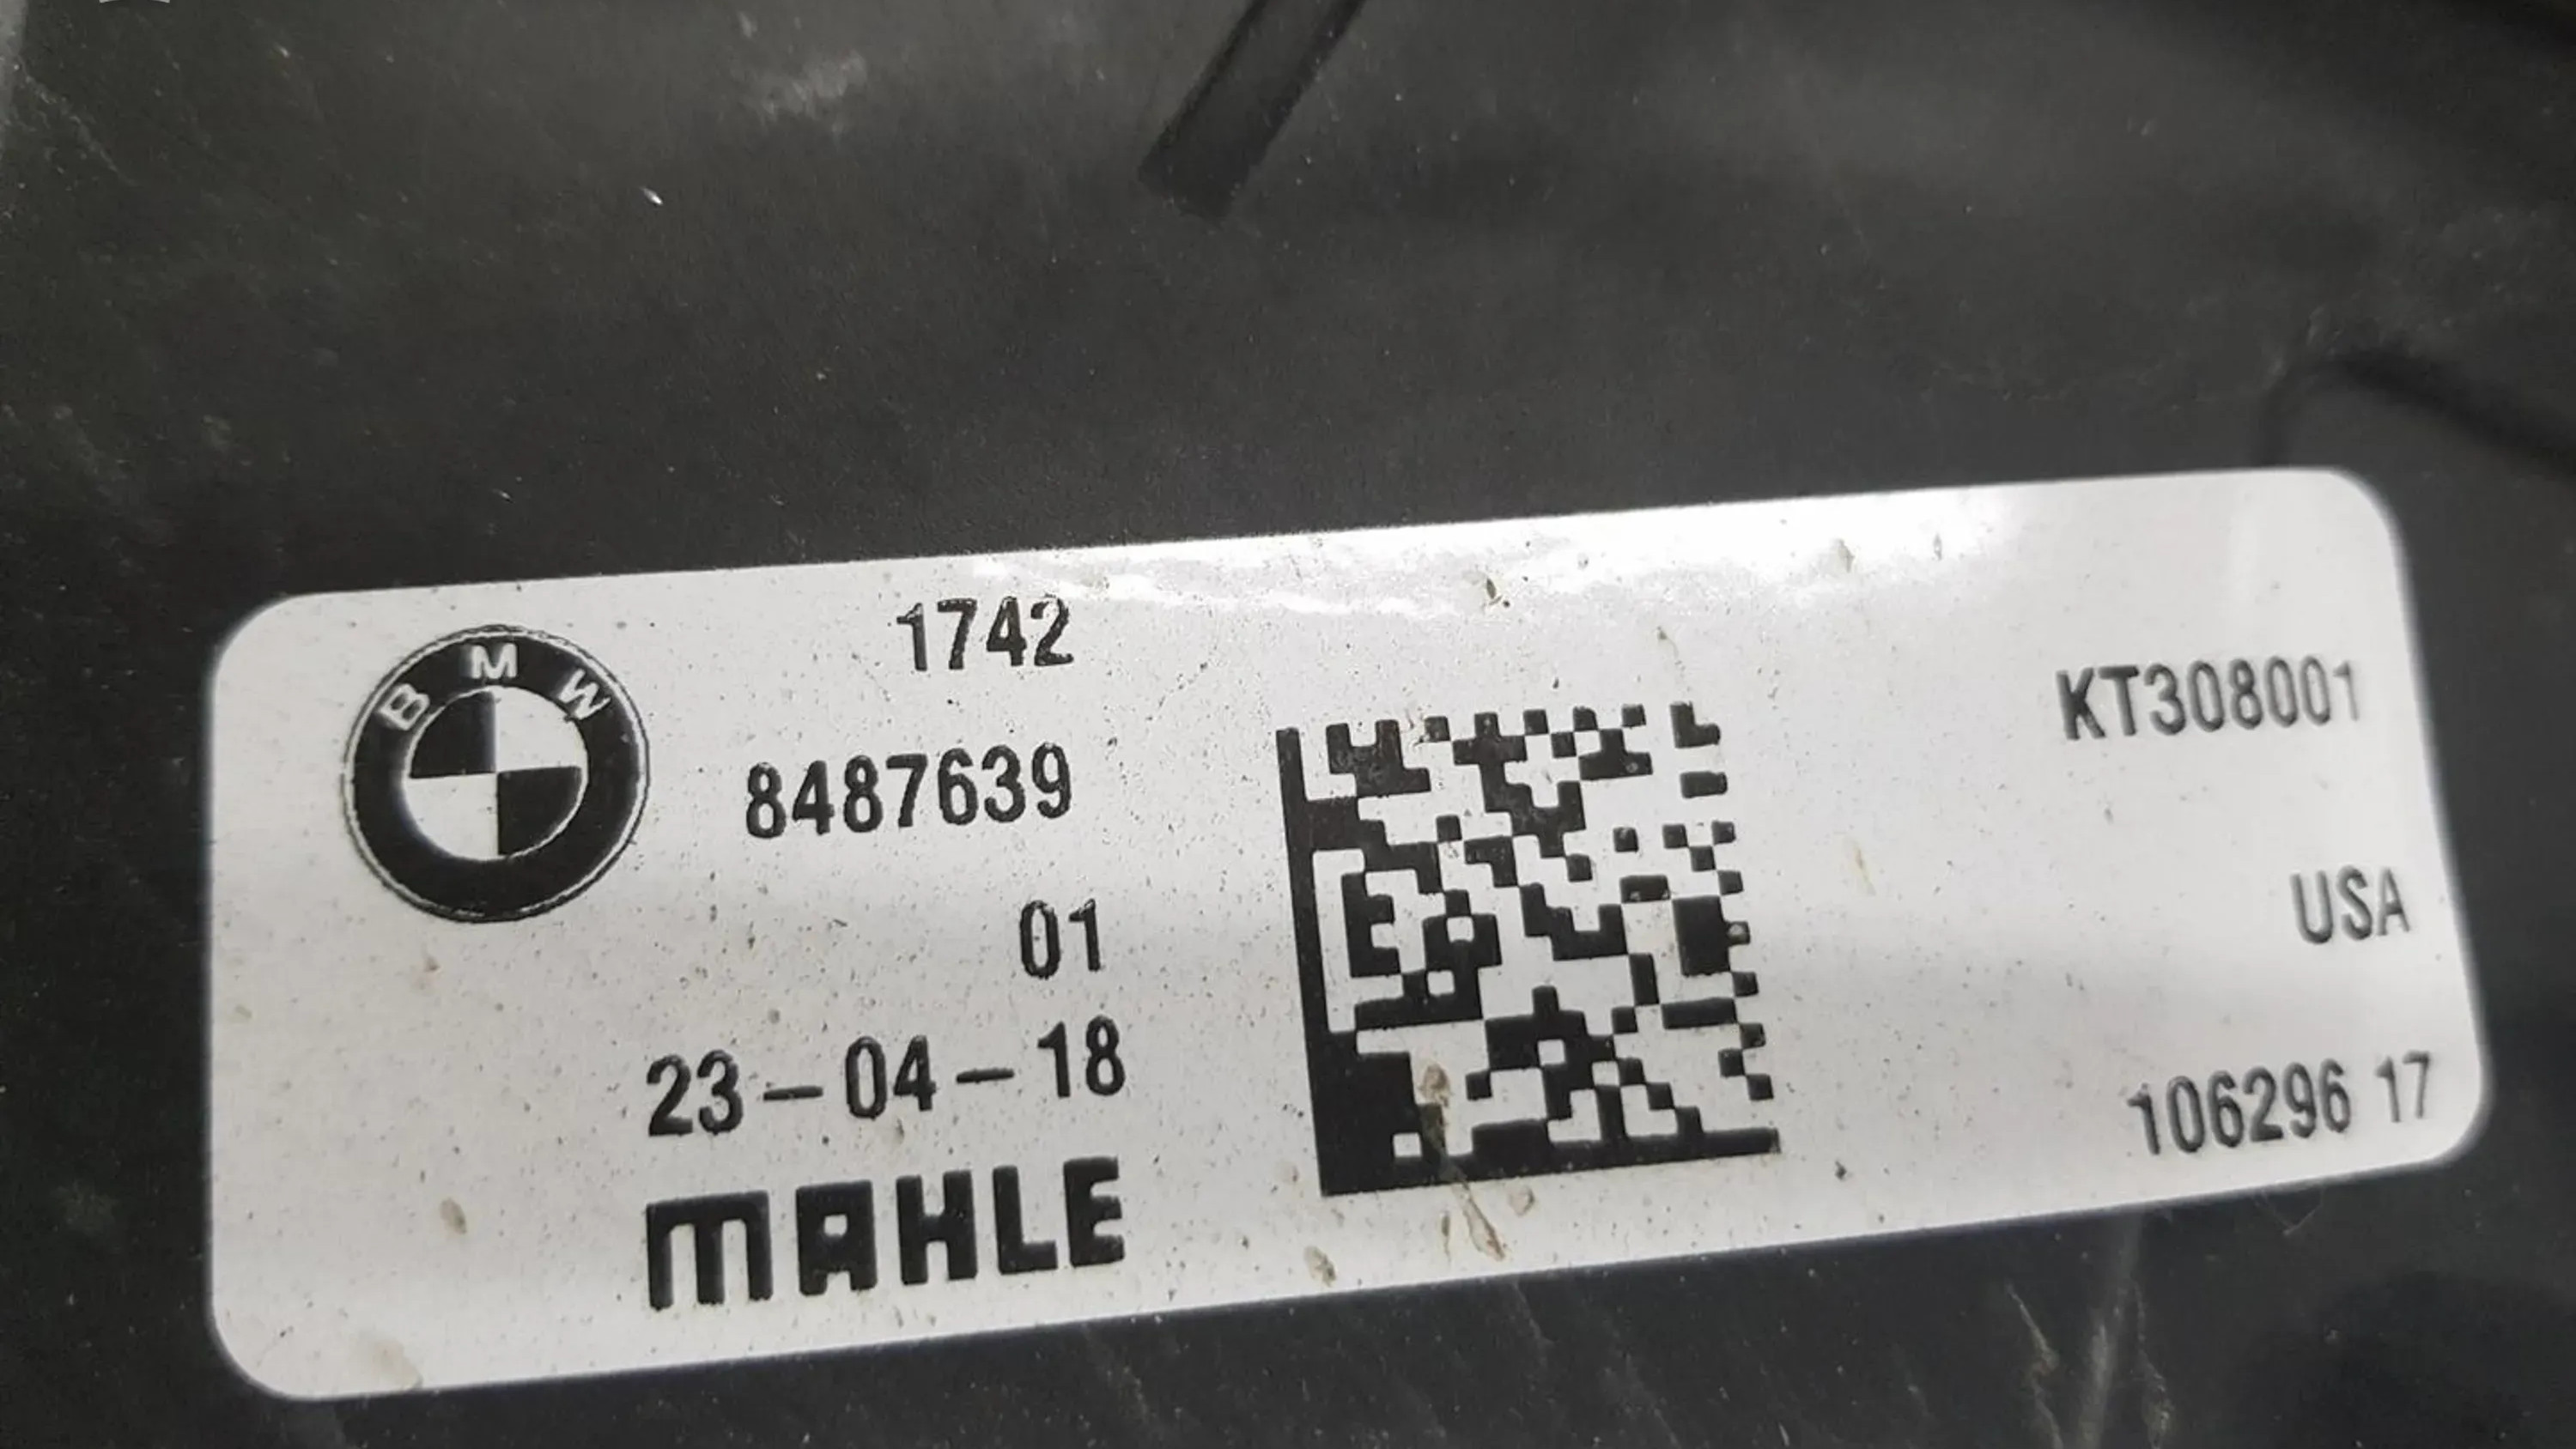 BMW
1742
8487639
01
23-04-18
MAHLE
KT308001
USA
106296 17